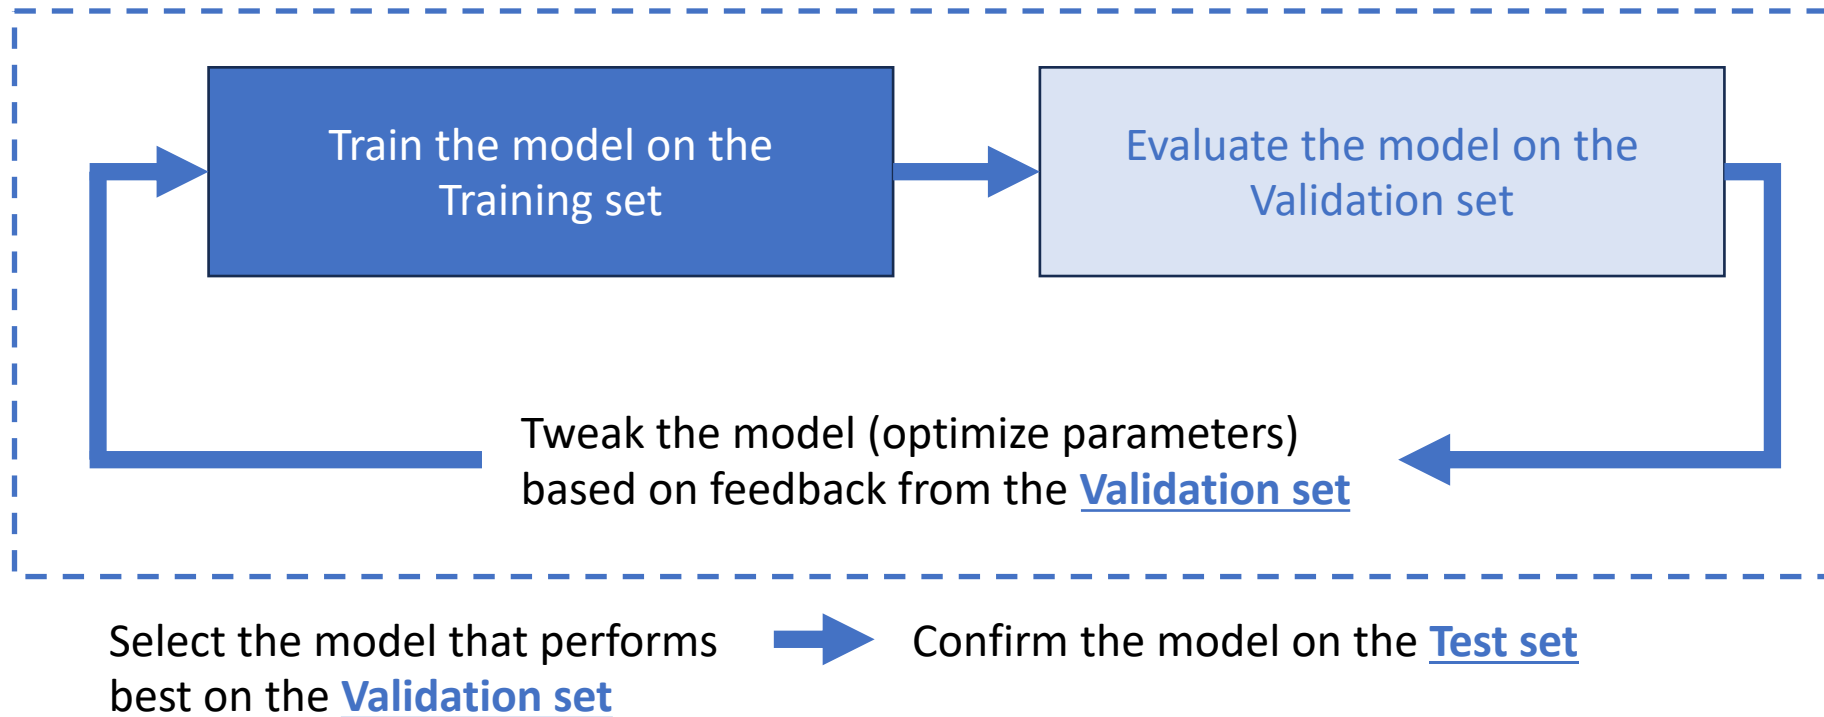 Train the model on the
Training set
Evaluate the model on the
Validation set
Tweak the model (optimize parameters)
based on feedback from the Validation set
Select the model that performs
best on the Validation set
Confirm the model on the Test set